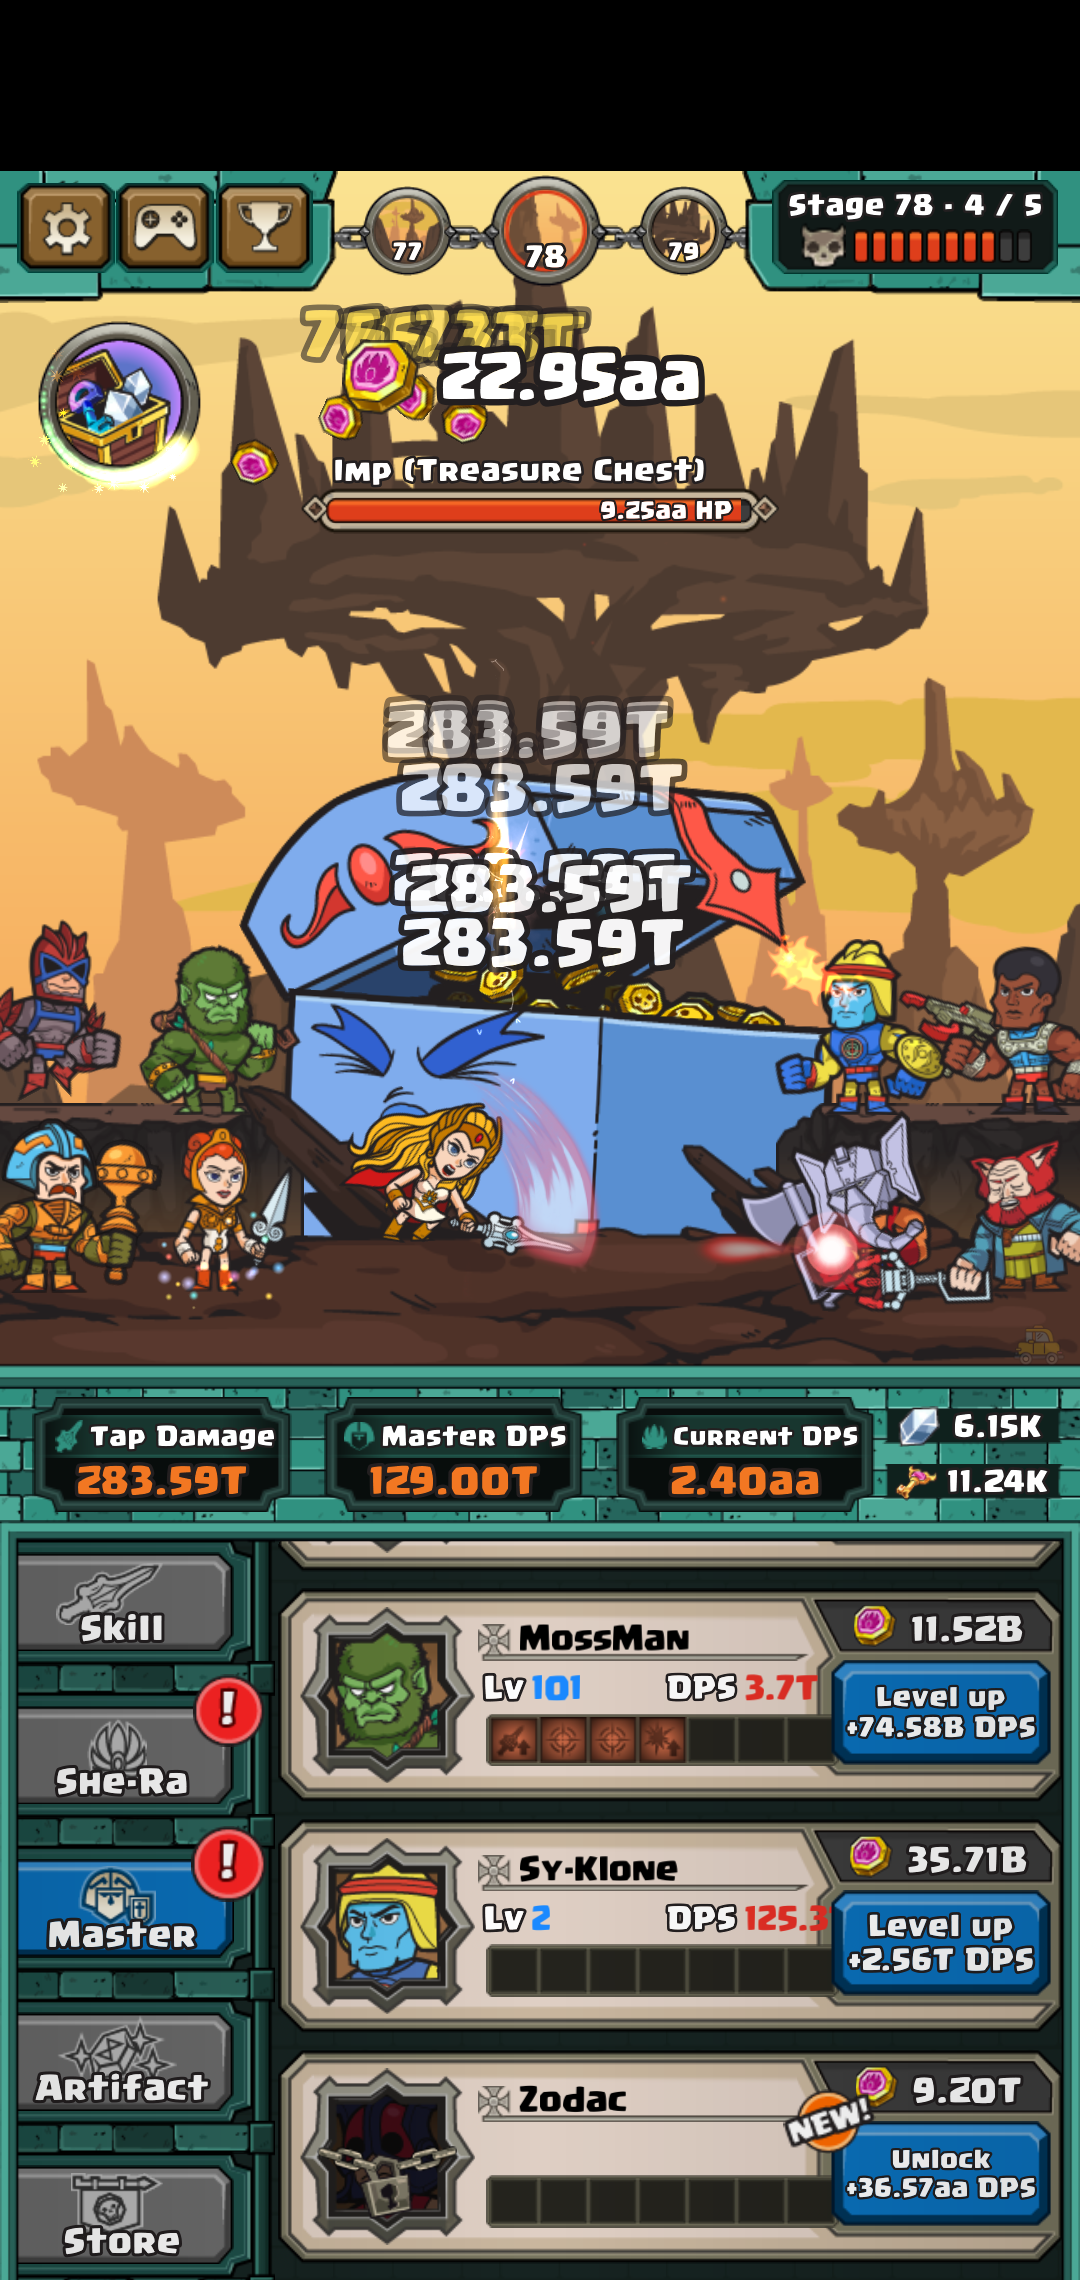 77
78
79
Stage 78 - 4 / 5
22.95aa
Imp (Treasure Chest)
9.25aa HP
283.59T
283.59T
283.59T
283.59T
Tap Damage
283.59T
Master DPS
129.00T
Current DPS
2.40aa
6.15K
11.24K
Skill
!
She-Ra
!
Master
Artifact
Store
MossMan
Lv 101
DPS 3.7T
11.52B
Level up
+74.58B DPS
Sy-Klone
Lv 2
DPS 125.3
35.71B
Level up
+2.56T DPS
Zodac
NEW!
9.20T
Unlock
+36.57aa DPS